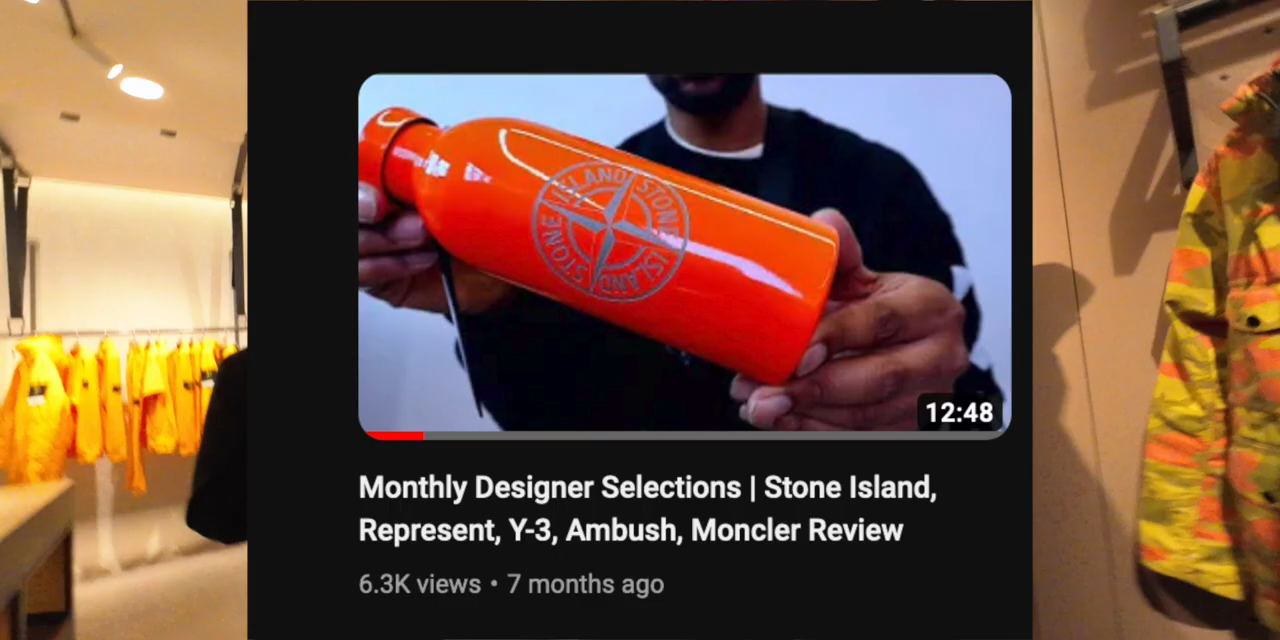 STONE ISLAND STONE ISLAND
12:48
Monthly Designer Selections | Stone Island,
Represent, Y-3, Ambush, Moncler Review
6.3K views • 7 months ago